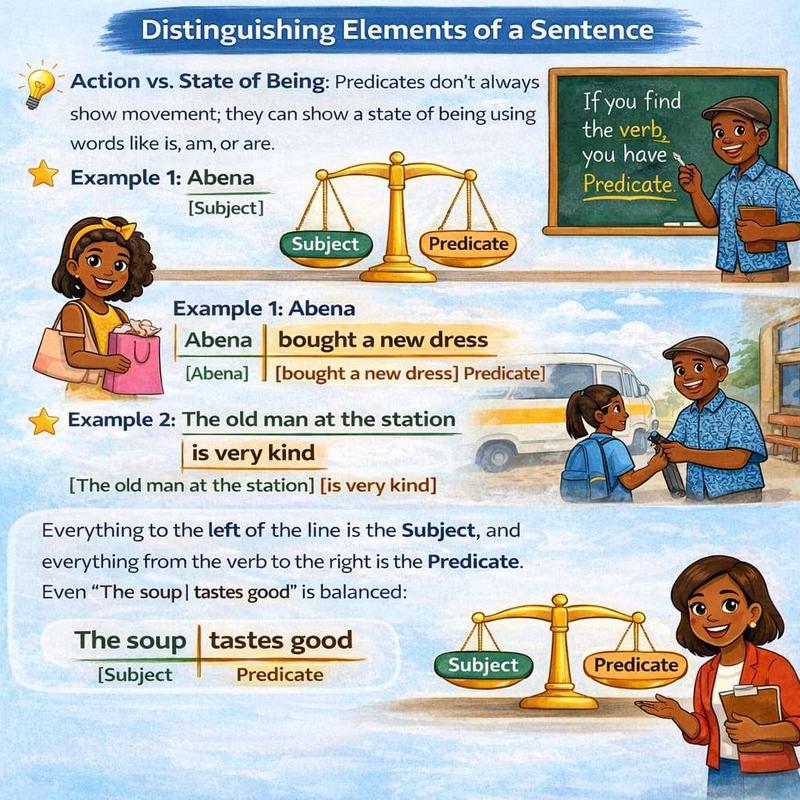 Distinguishing Elements of a Sentence
Action vs. State of Being: Predicates don't always
show movement; they can show a state of being using
words like is, am, or are.
If you find
the verb,
you have
Predicate.
Example 1: Abena
[Subject]
Subject
Predicate
Example 1: Abena
Abena | bought a new dress
[Abena] | [bought a new dress] Predicate]
Example 2: The old man at the station
is very kind
[The old man at the station] [is very kind]
Everything to the left of the line is the Subject, and
everything from the verb to the right is the Predicate.
Even “The soup| tastes good” is balanced:
The soup | tastes good
[Subject Predicate
Subject
Predicate